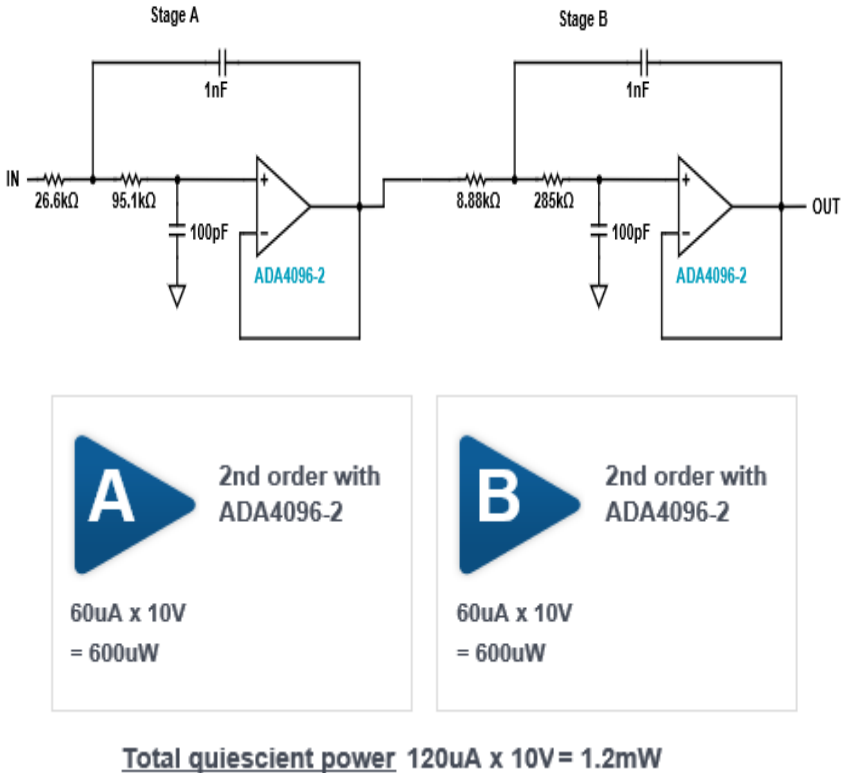 Stage A
Stage B
1nF
1nF
IN
26.6kΩ
95.1kΩ
100pF
+
−
ADA4096-2
8.88kΩ
285kΩ
100pF
+
−
ADA4096-2
OUT
A
2nd order with
ADA4096-2
60uA x 10V
= 600uW
B
2nd order with
ADA4096-2
60uA x 10V
= 600uW
Total quiescient power 120uA x 10V = 1.2mW